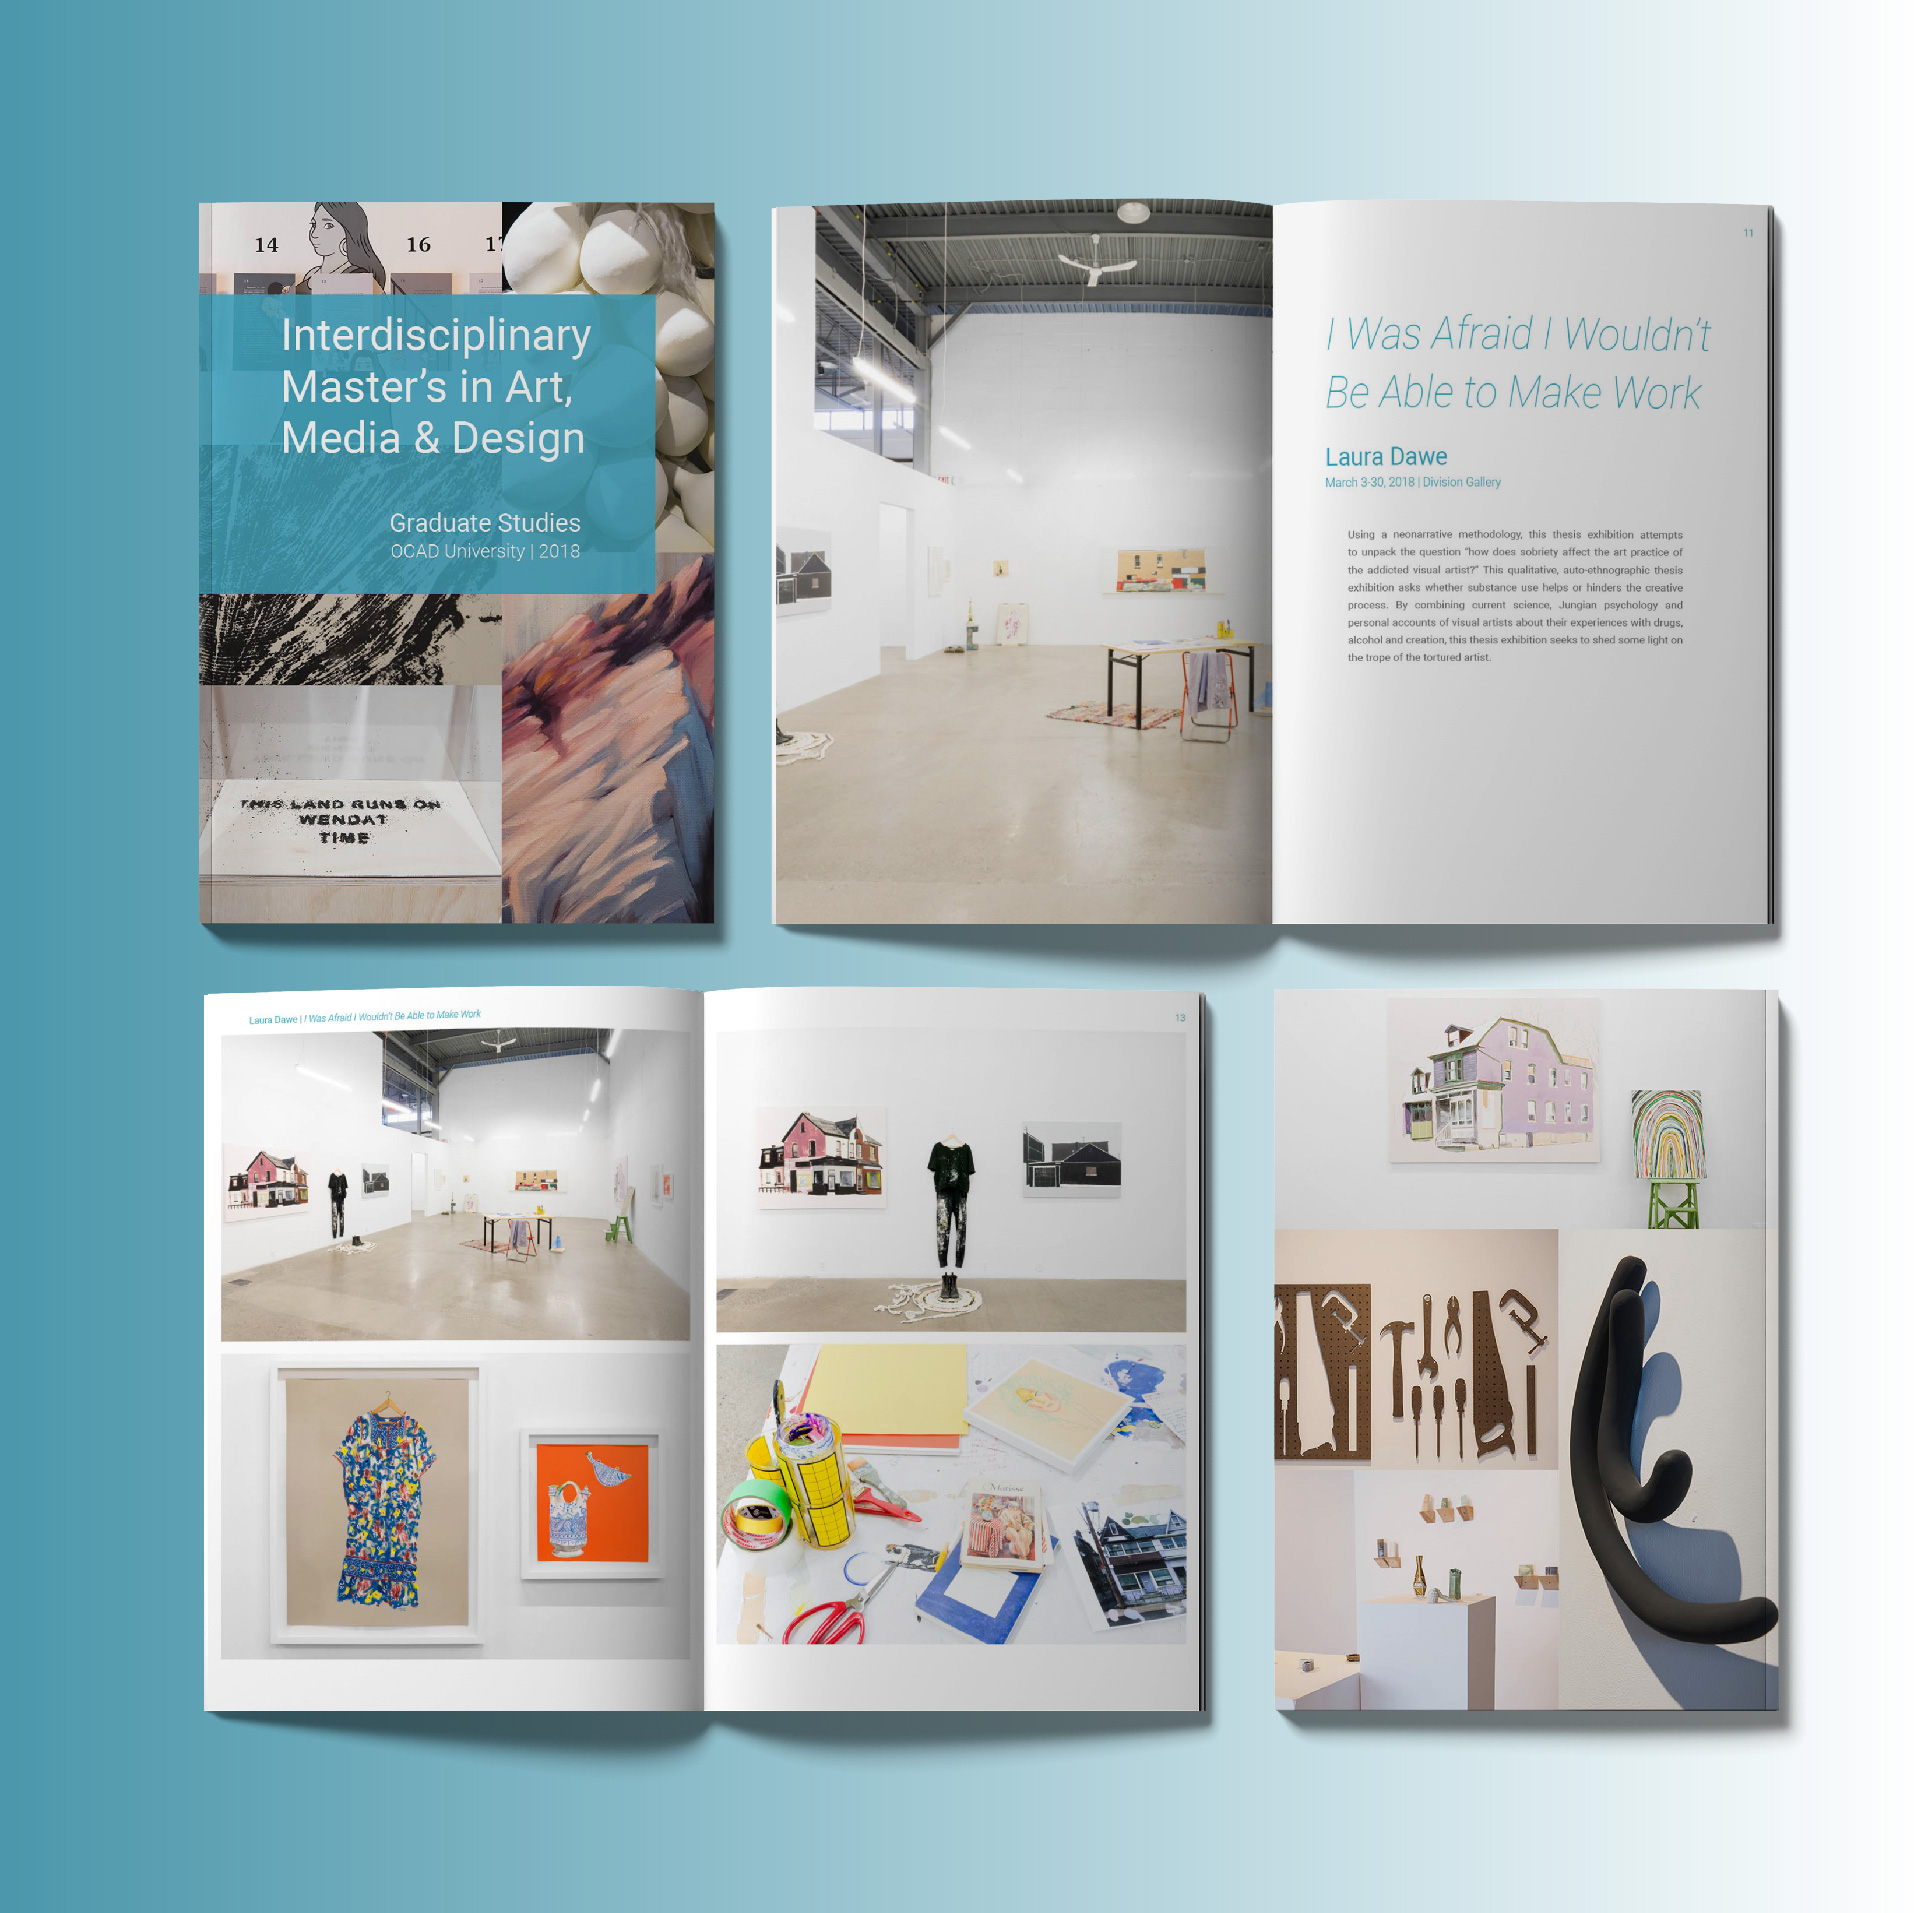 14
16
17
Interdisciplinary
Master's in Art,
Media & Design
Graduate Studies
OCAD University | 2018
THIS LAND RUNS ON
WENDAT
TIME
11
I Was Afraid I Wouldn't
Be Able to Make Work
Laura Dawe
March 3-30, 2018 | Division Gallery
Using a neonarrative methodology, this thesis exhibition attempts
to unpack the question "how does sobriety affect the art practice of
the addicted visual artist?" This qualitative, auto-ethnographic thesis
exhibition asks whether substance use helps or hinders the creative
process. By combining current science, Jungian psychology and
personal accounts of visual artists about their experiences with drugs,
alcohol and creation, this thesis exhibition seeks to shed some light on
the trope of the tortured artist.
Laura Dawe | I Was Afraid I Wouldn't Be Able to Make Work
13
Matisse